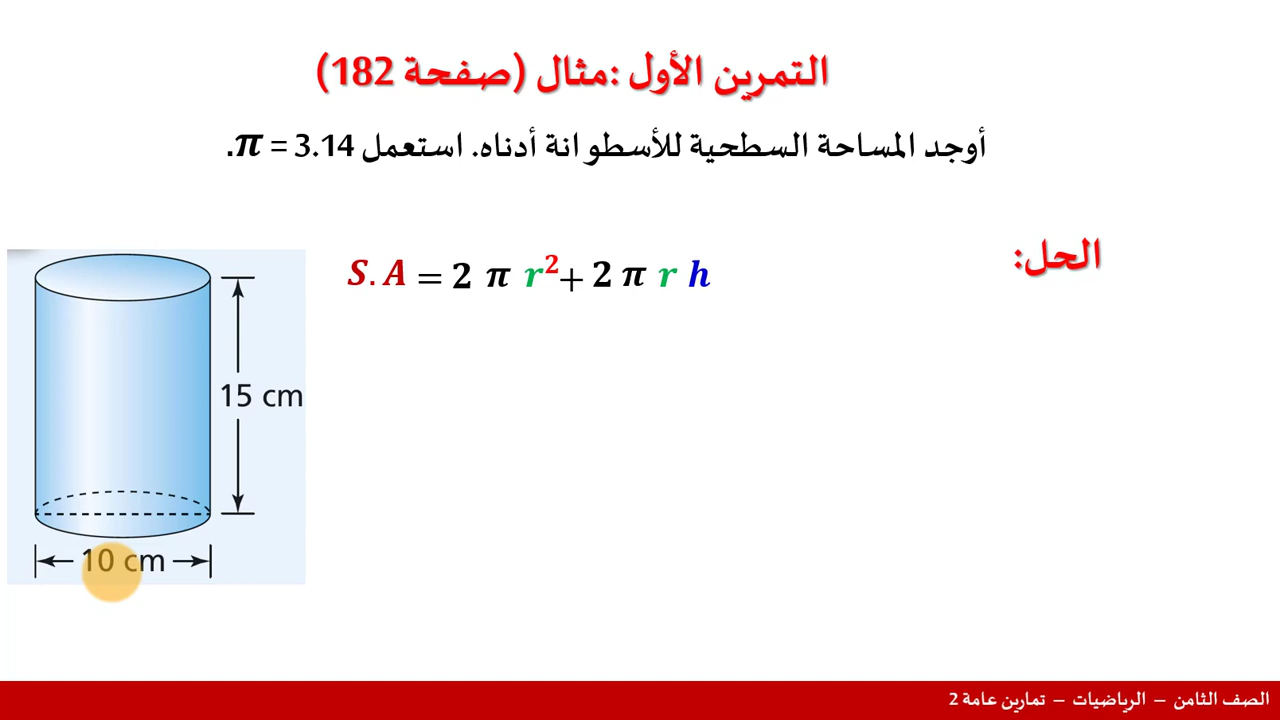 التمرين الأول :مثال (صفحة 182)
أوجد المساحة السطحية للأسطوانة أدناه. استعمل 3.14 = π.
الحل:
S.A = 2 π r² + 2 π r h
15 cm
10 cm
الصف الثامن – الرياضيات – تمارين عامة 2